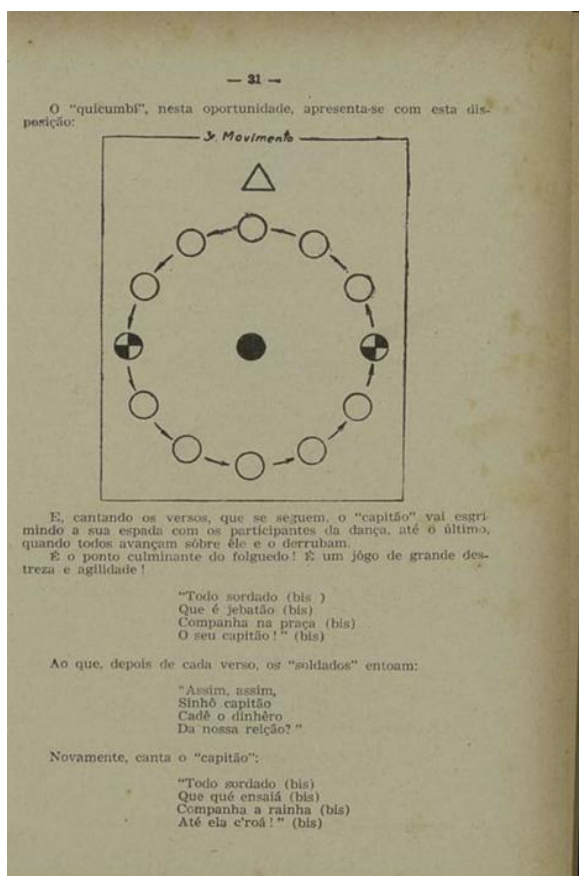 — 31 —
O “quicumbí”, nesta oportunidade, apresenta-se com esta dis-
posição:
3º. Movimento
E, cantando os versos, que se seguem, o “capitão” vai esgri-
mindo a sua espada com os participantes da dança, até o último,
quando todos avançam sôbre êle e o derrubam.
É o ponto culminante do folguedo! É um jôgo de grande des-
treza e agilidade!
“Todo sordado (bis )
Que é jebatão (bis)
Companha na praça (bis)
O seu capitão!” (bis)
Ao que, depois de cada verso, os “soldados” entoam:
“Assim, assim,
Sinhô capitão
Cadê o dinhêro
Da nossa reição?”
Novamente, canta o “capitão”:
“Todo sordado (bis)
Que qué ensaiá (bis)
Companha a rainha (bis)
Até ela c'roá!” (bis)